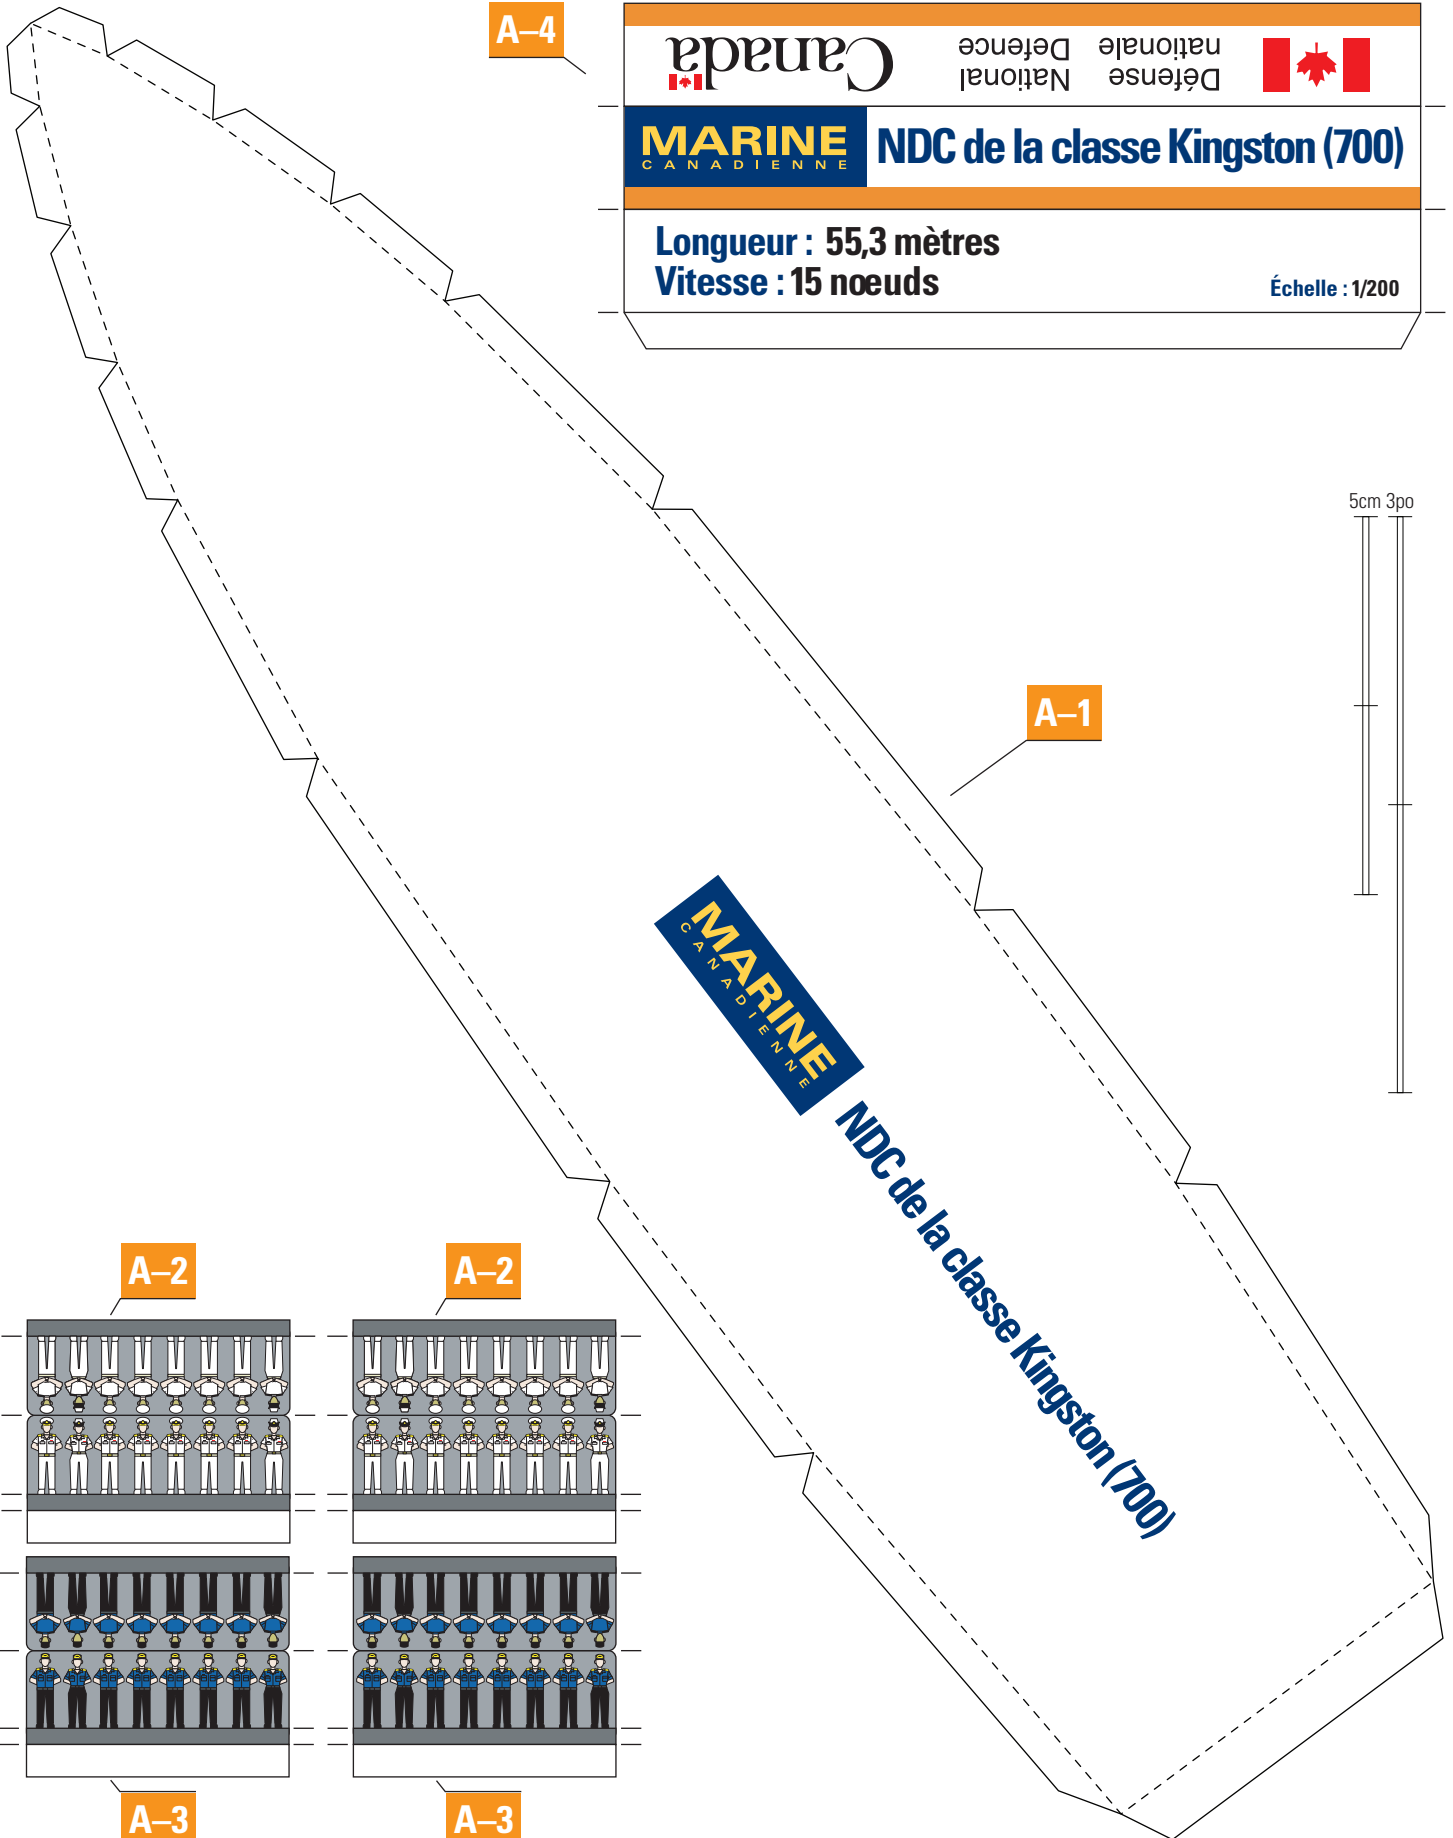 A–4
Défense nationale
National Defence
Canada
MARINE
CANADIENNE
NDC de la classe Kingston (700)
Longueur : 55,3 mètres
Vitesse : 15 nœuds
Échelle : 1/200
5cm 3po
A–1
MARINE
CANADIENNE
NDC de la classe Kingston (700)
A–2
A–2
A–3
A–3